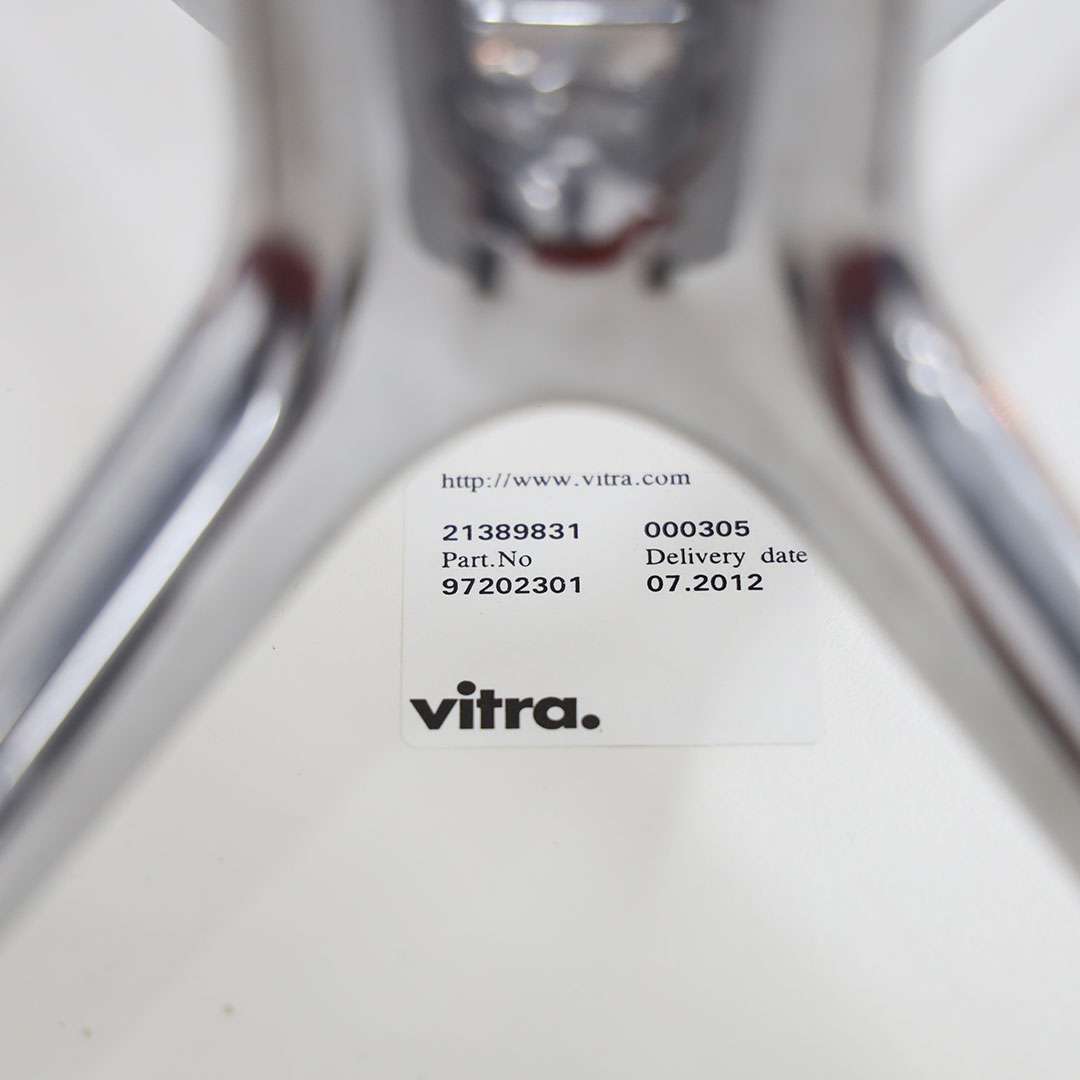 http://www.vitra.com
21389831 000305
Part.No Delivery date
97202301 07.2012
vitra.